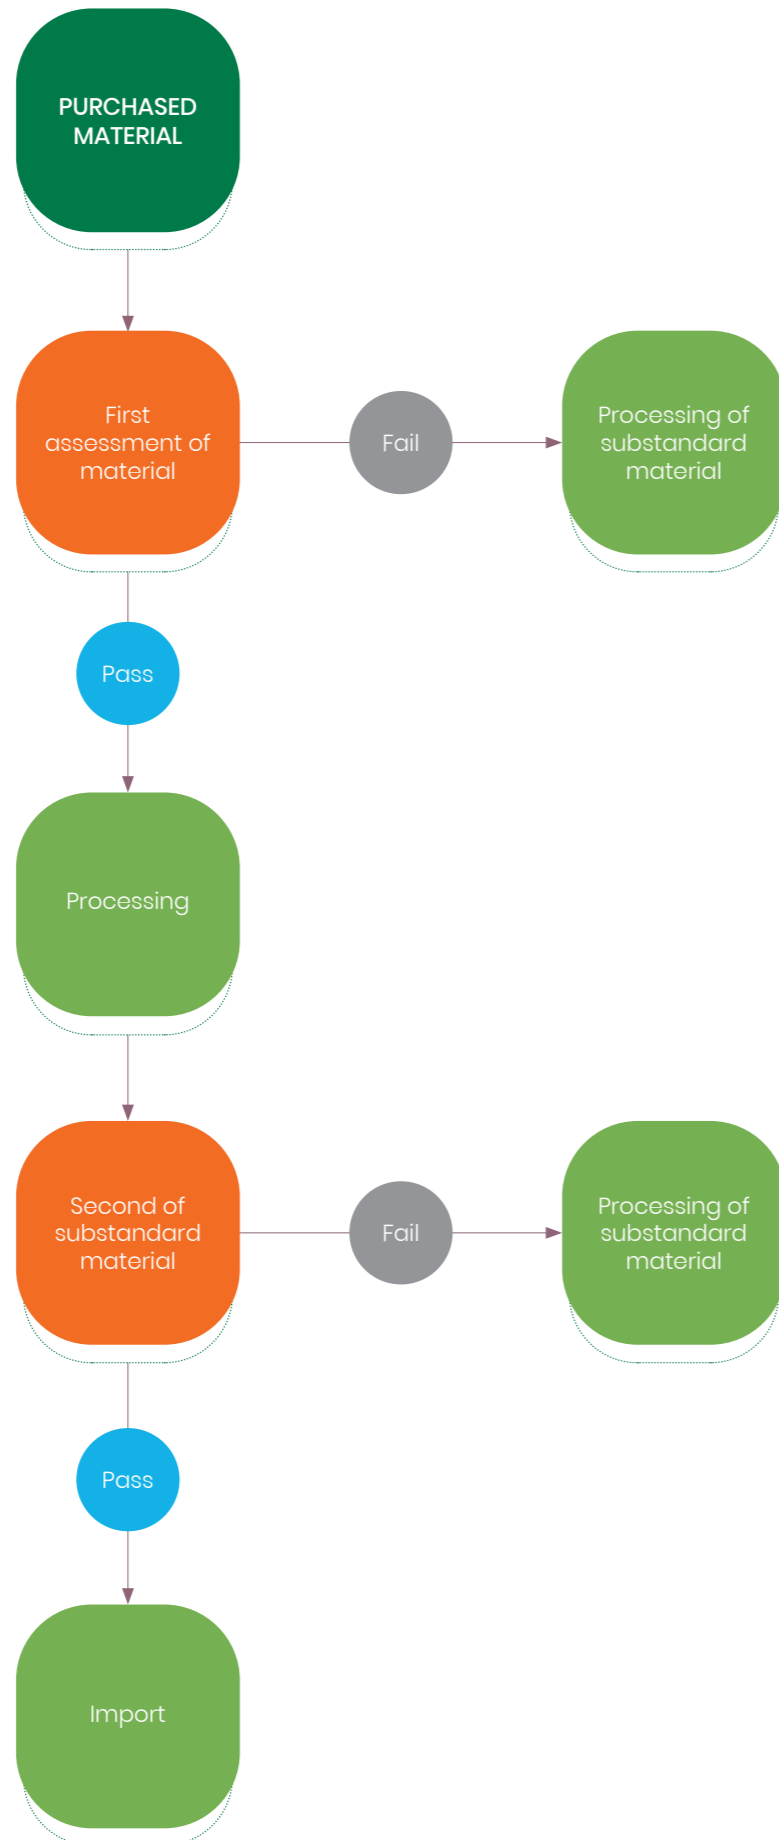 PURCHASED
MATERIAL
First
assessment of
material
Fail
Processing of
substandard
material
Pass
Processing
Second of
substandard
material
Fail
Processing of
substandard
material
Pass
Import